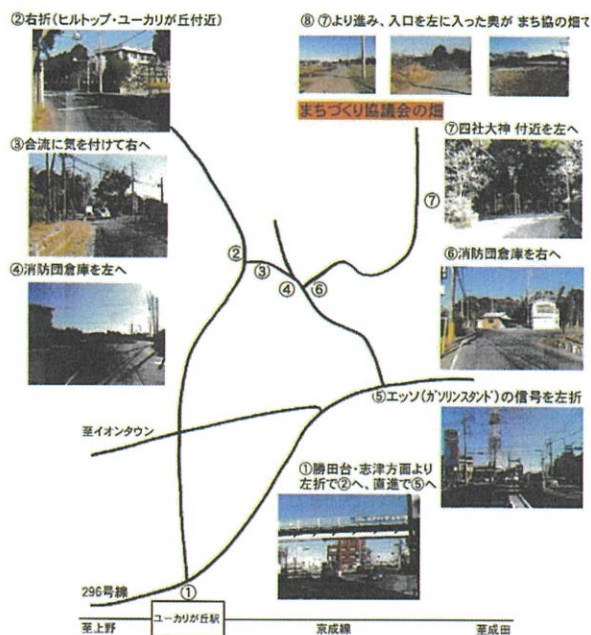 ②右折(ヒルトップ・ユーカリが丘付近)
⑧ ⑦より進み、入口を左に入った奥が まち協の畑で
まちづくり協議会の畑
③合流に気を付けて右へ
⑦四社大神 付近を左へ
⑦
②
③
④
⑥
④消防団倉庫を左へ
⑥消防団倉庫を右へ
⑤エッソ(ガソリンスタンド)の信号を左折
至イオンタウン
①勝田台・志津方面より
左折で②へ、直進で⑤へ
296号線
①
ユーカリが丘駅
至上野
京成線
至成田